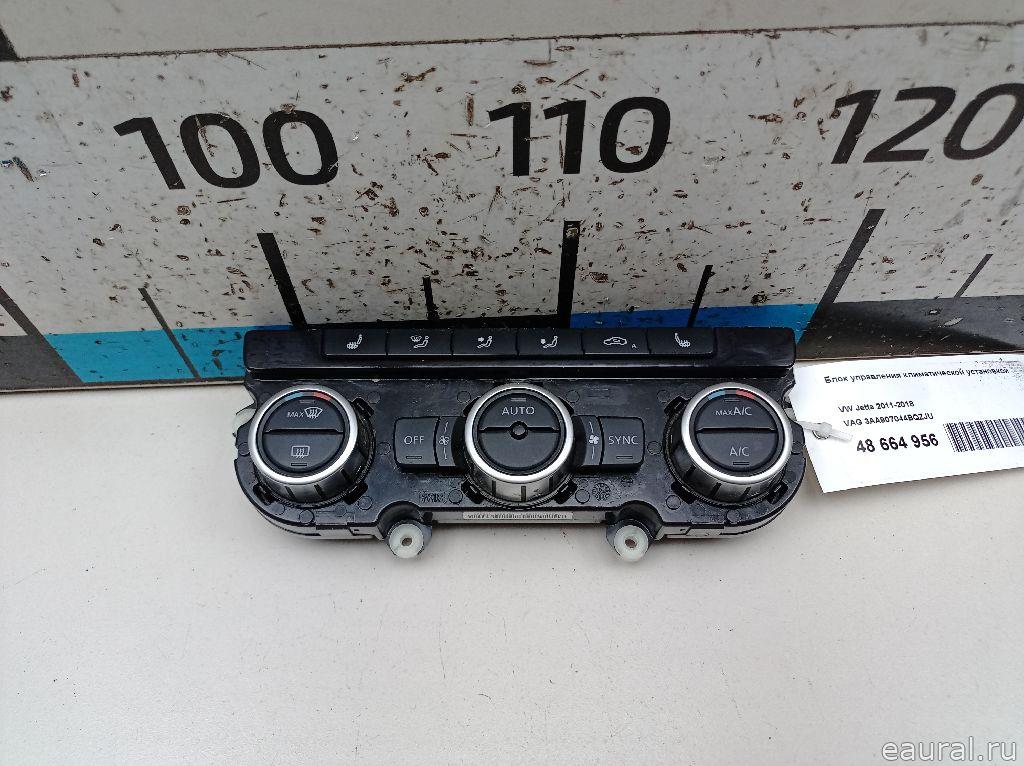 100 110 120
A
MAX
AUTO
MAX A/C
OFF
SYNC
A/C
Блок управления климатической установкой
VW Jetta 2011-2018
VAG 3AA907044BQZJU
48 664 956
eaural.ru